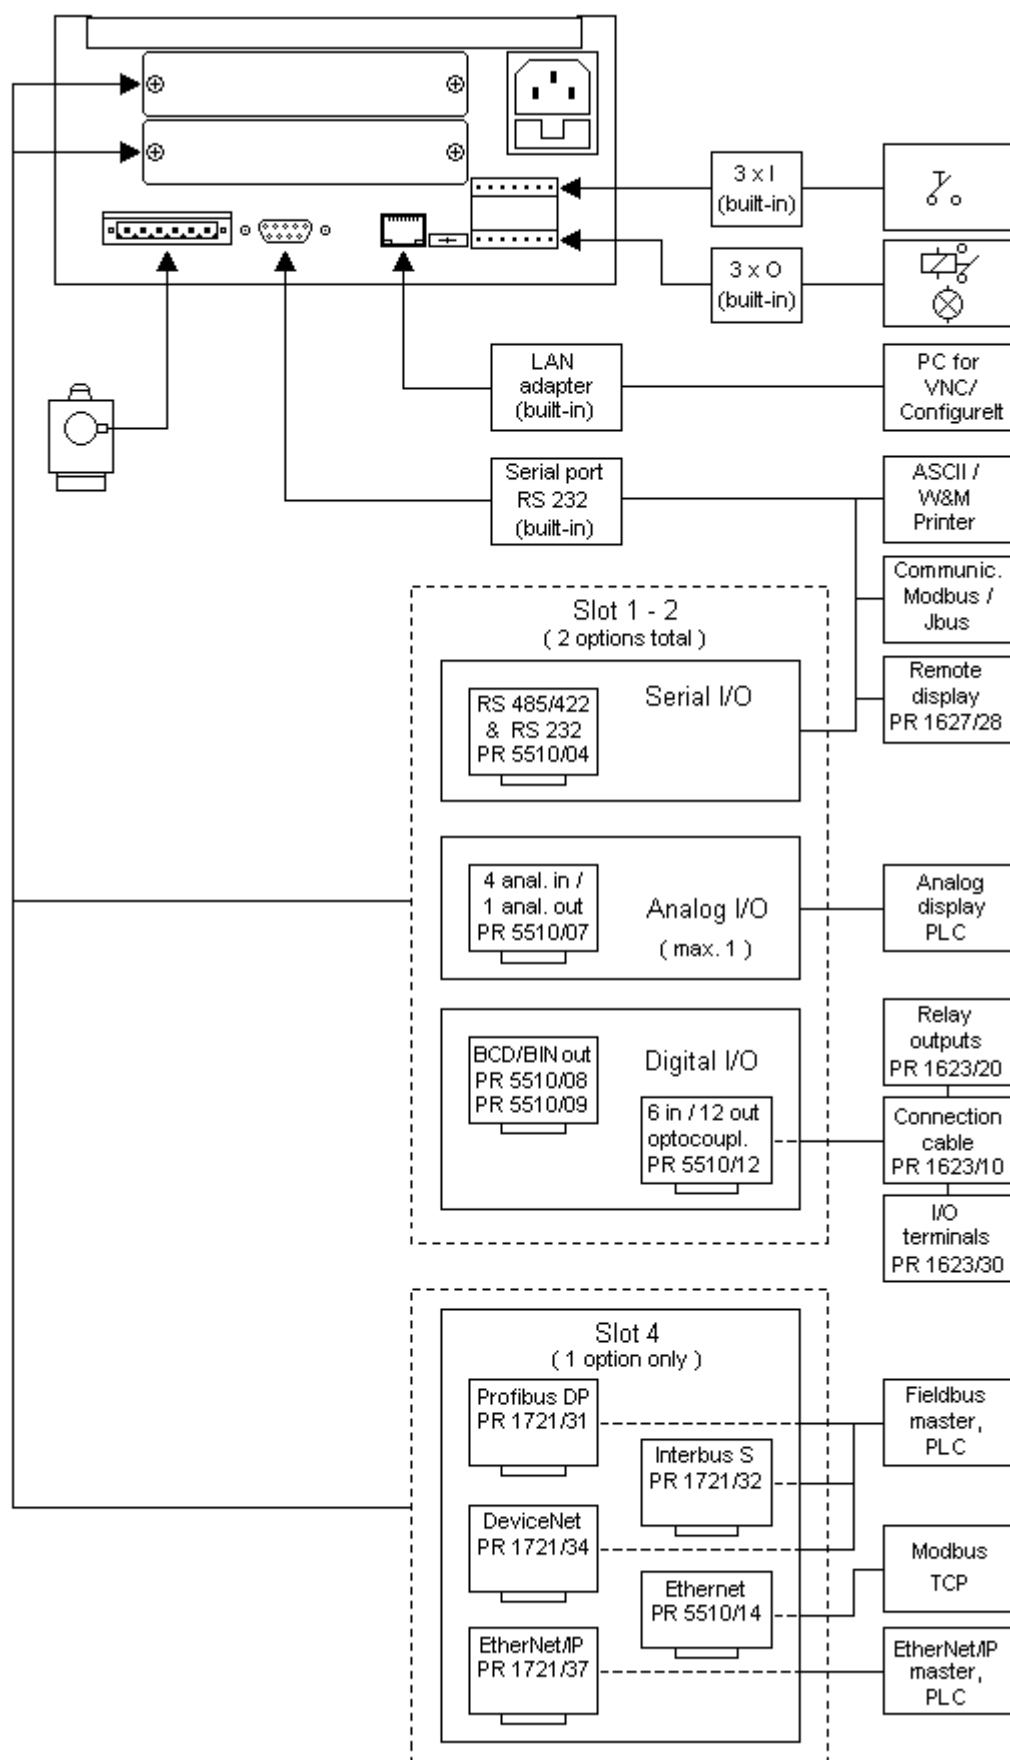 3 x I
(built-in)
3 x O
(built-in)
LAN
adapter
(built-in)
PC for
VNC/
ConfigureIt
Serial port
RS 232
(built-in)
ASCII /
W&M
Printer
Communic.
Modbus /
Jbus
Remote
display
PR 1627/28
Slot 1 - 2
( 2 options total )
Serial I/O
RS 485/422
& RS 232
PR 5510/04
4 anal. in /
1 anal. out
PR 5510/07
Analog I/O
( max. 1 )
Analog
display
PLC
BCD/BIN out
PR 5510/08
PR 5510/09
Digital I/O
6 in / 12 out
optocoupl.
PR 5510/12
Relay
outputs
PR 1623/20
Connection
cable
PR 1623/10
I/O
terminals
PR 1623/30
Slot 4
( 1 option only )
Profibus DP
PR 1721/31
Interbus S
PR 1721/32
DeviceNet
PR 1721/34
Ethernet
PR 5510/14
EtherNet/IP
PR 1721/37
Fieldbus
master,
PLC
Modbus
TCP
EtherNet/IP
master,
PLC